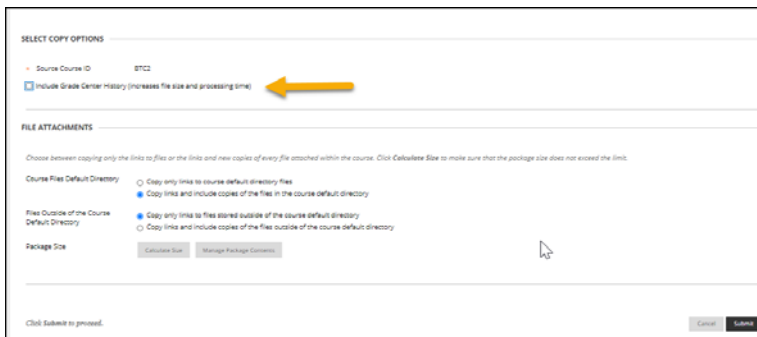 SELECT COPY OPTIONS
Source Course ID BTC2
Include Grade Center History (increases file size and processing time)
FILE ATTACHMENTS
Choose between copying only the links to files or the links and new copies of every file attached within the course. Click Calculate Size to make sure that the package size does not exceed the limit.
Course Files Default Directory
Copy only links to course default directory files
Copy links and include copies of the files in the course default directory
Files Outside of the Course
Default Directory
Copy only links to files stored outside of the course default directory
Copy links and include copies of the files outside of the course default directory
Package Size Calculate Size Manage Package Contents
Click Submit to proceed.
Cancel Submit